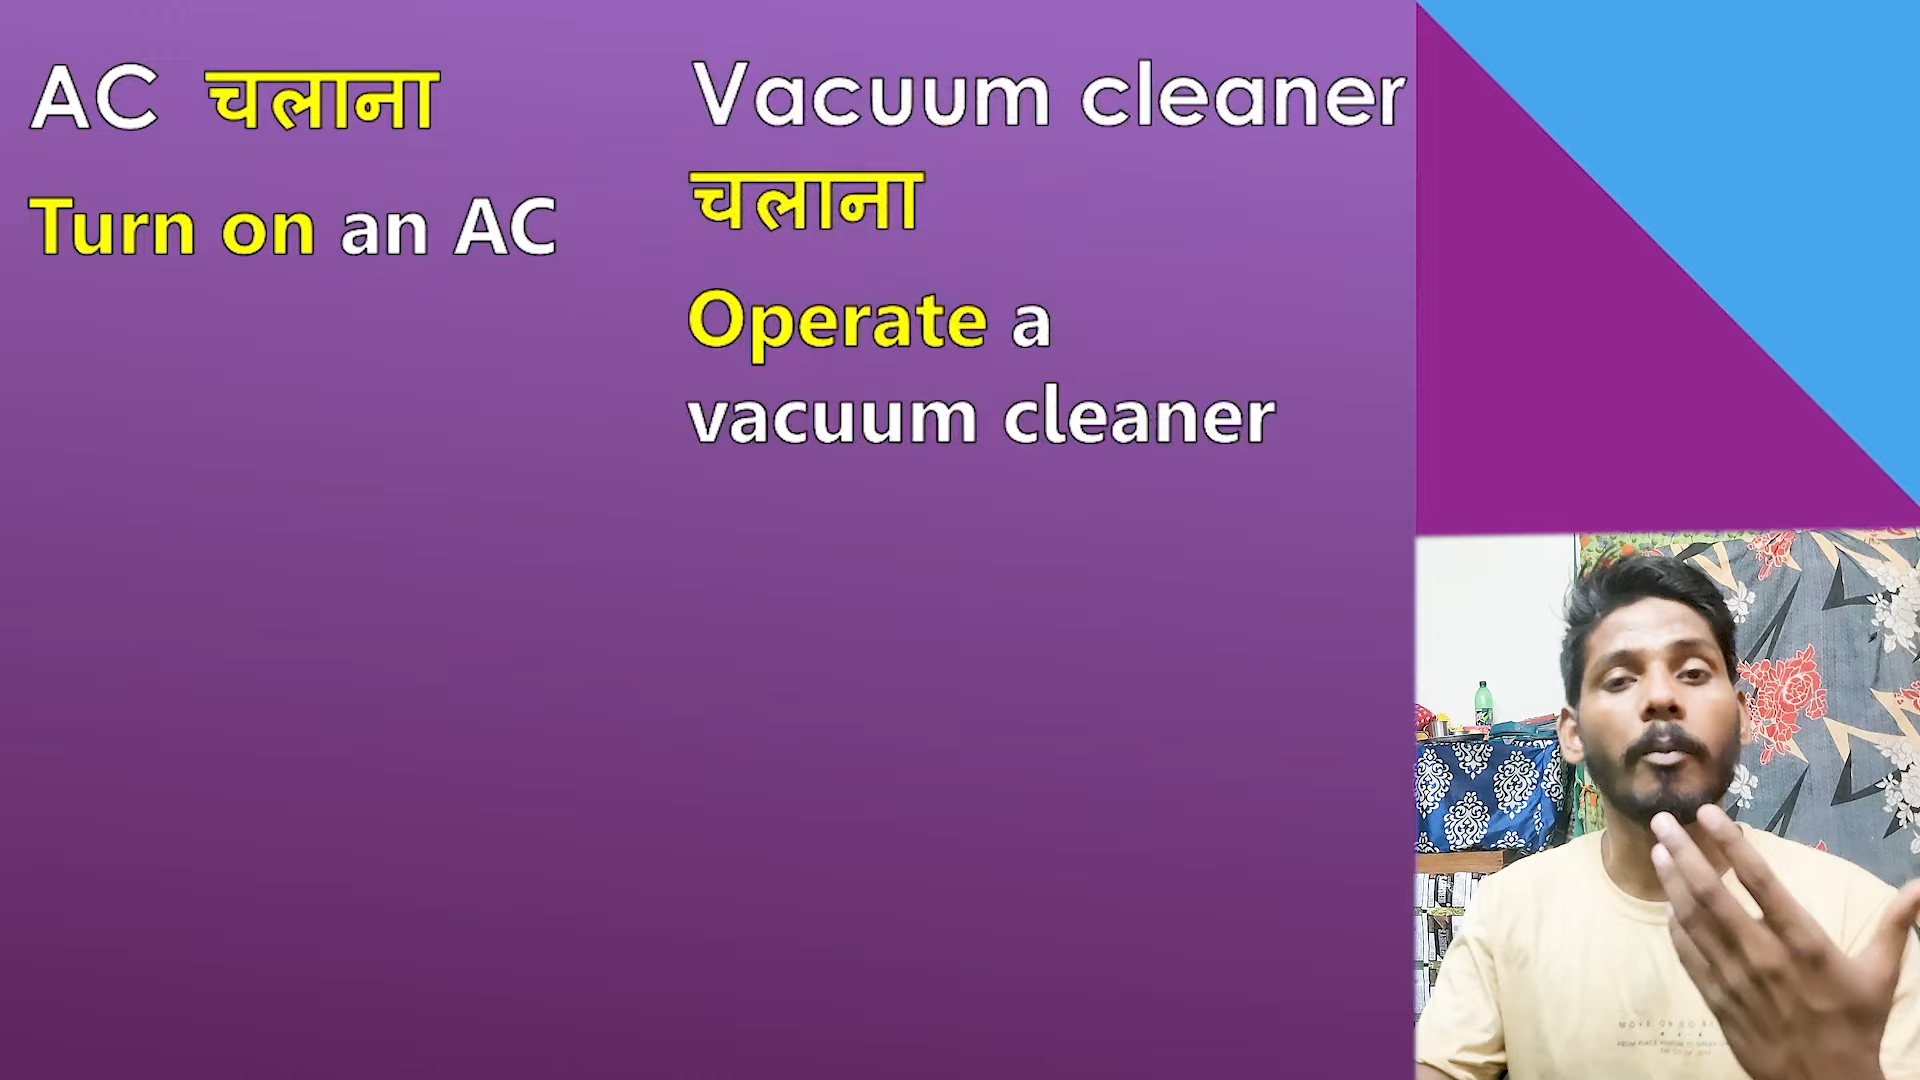 AC चलाना
Turn on an AC
Vacuum cleaner
चलाना
Operate a
vacuum cleaner